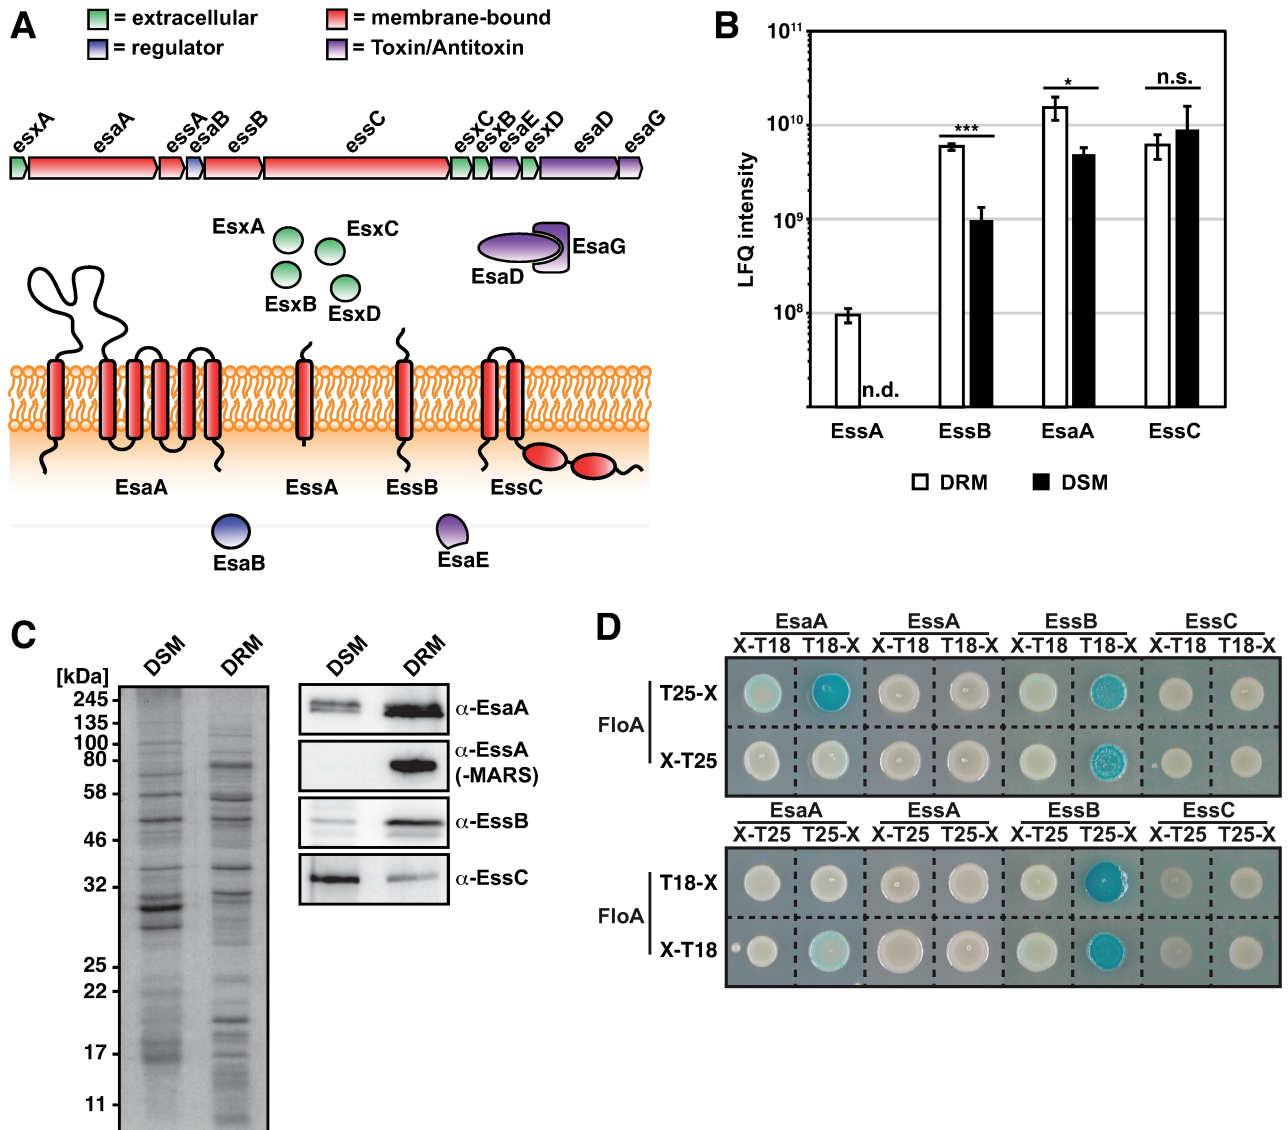 A
= extracellular
= membrane-bound
= regulator
= Toxin/Antitoxin
esxA
esaA
essA
esaB
essB
essC
esxC
esxB
esaE
esxD
esaD
esaG
EsxA
EsxC
EsxB
EsxD
EsaD
EsaG
EsaA
EssA
EssB
EssC
EsaB
EsaE
B
LFQ intensity
10¹¹
10¹⁰
10⁹
10⁸
n.d.
***
*
n.s.
EssA
EssB
EsaA
EssC
DRM
DSM
C
[kDa]
DSM
DRM
245
135
100
80
58
46
32
25
22
17
11
DSM
DRM
α-EsaA
α-EssA
(-MARS)
α-EssB
α-EssC
D
EsaA EssA EssB EssC
X-T18 T18-X X-T18 T18-X X-T18 T18-X X-T18 T18-X
FloA
T25-X
X-T25
EsaA EssA EssB EssC
X-T25 T25-X X-T25 T25-X X-T25 T25-X X-T25 T25-X
FloA
T18-X
X-T18